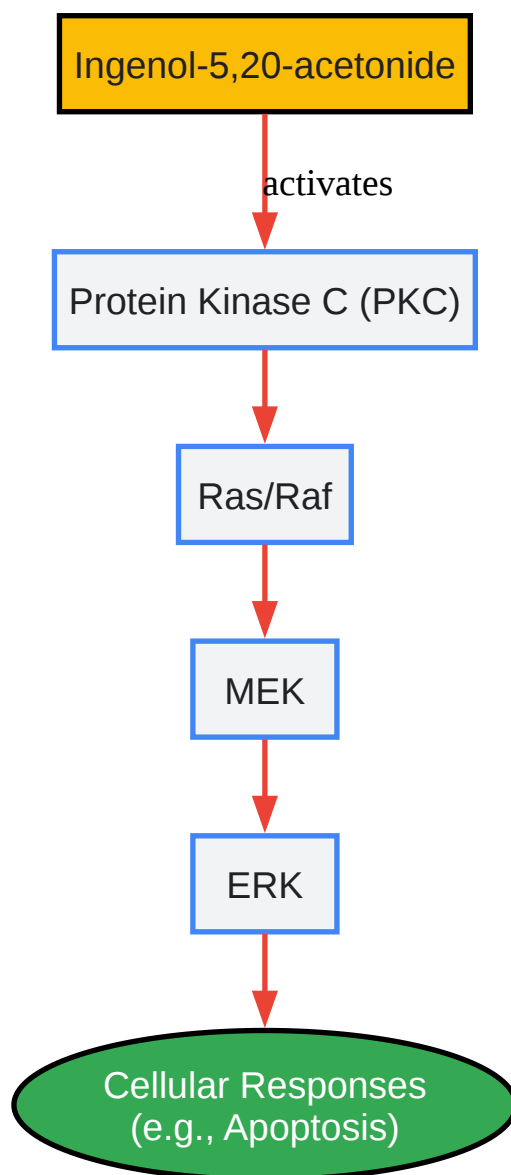 Ingenol-5,20-acetonide
activates
Protein Kinase C (PKC)
Ras/Raf
MEK
ERK
Cellular Responses
(e.g., Apoptosis)